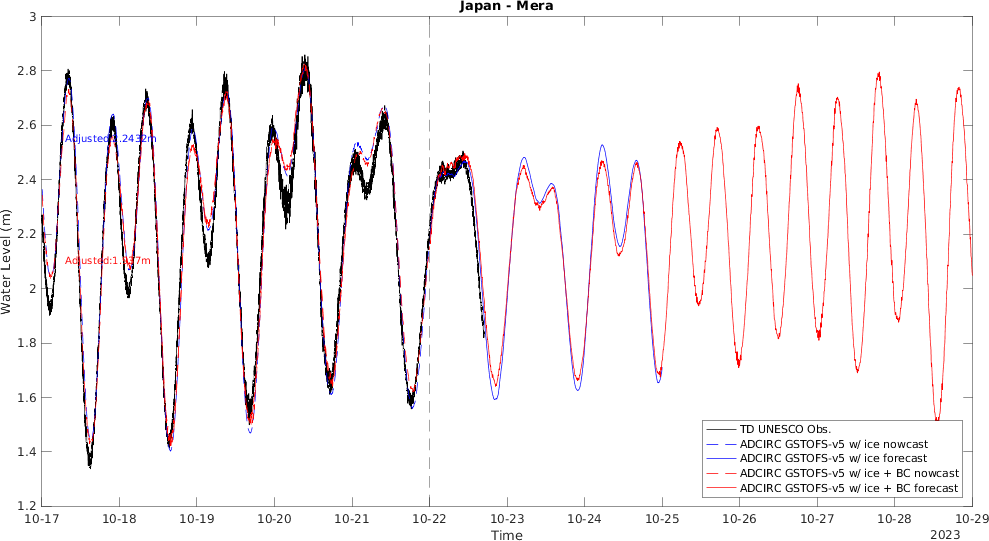 Japan - Mera
3
2.8
2.6
2.4
2.2
2
1.8
1.6
1.4
1.2
Water Level (m)
TD UNESCO Obs.
ADCIRC GSTOFS-v5 w/ ice nowcast
ADCIRC GSTOFS-v5 w/ ice forecast
ADCIRC GSTOFS-v5 w/ ice + BC nowcast
ADCIRC GSTOFS-v5 w/ ice + BC forecast
10-17 10-18 10-19 10-20 10-21 10-22 10-23 10-24 10-25 10-26 10-27 10-28 10-29
Time
2023